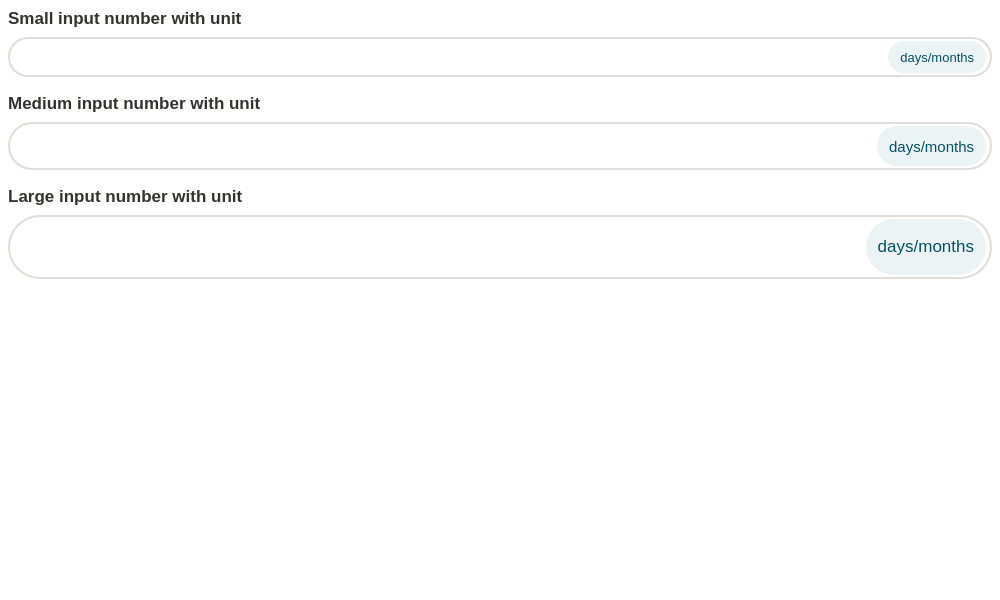 Small input number with unit
days/months
Medium input number with unit
days/months
Large input number with unit
days/months